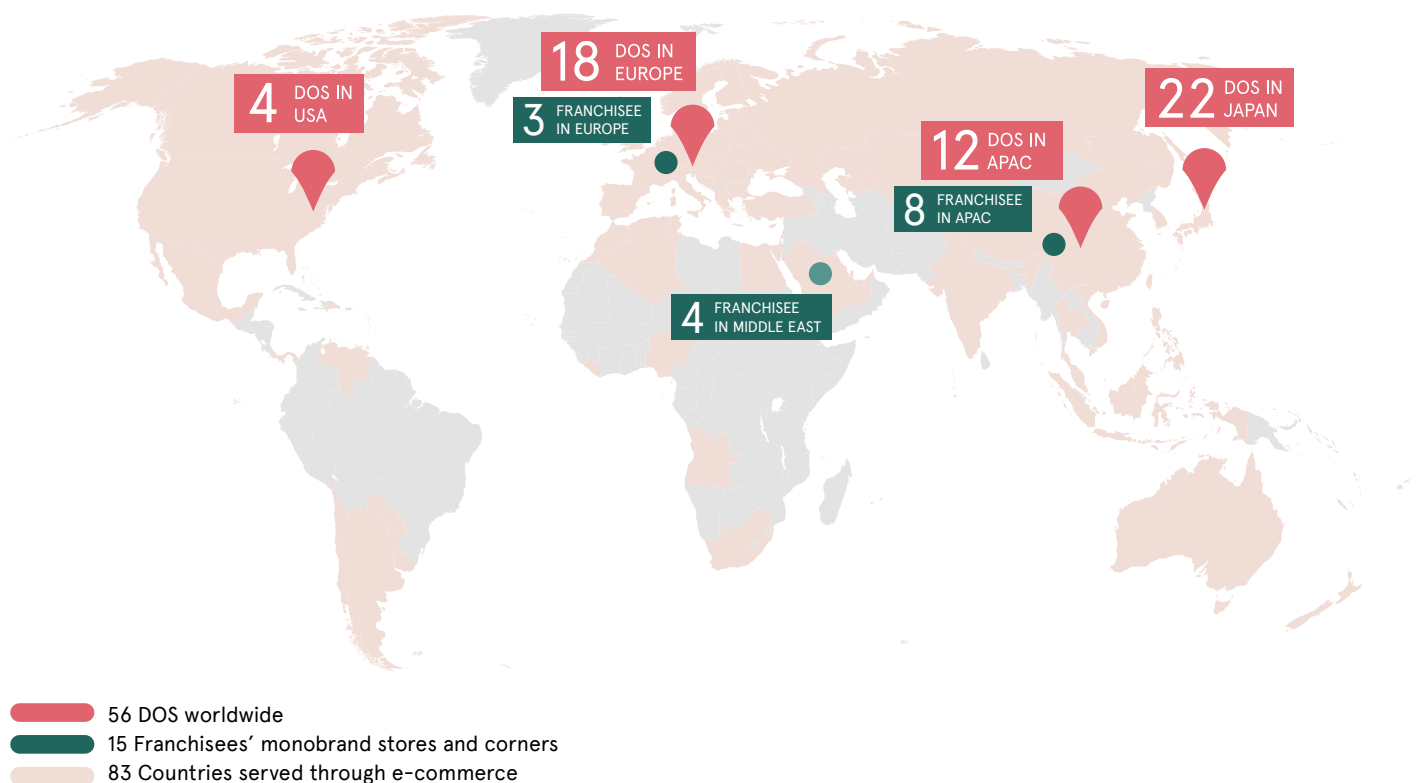 4 DOS IN
USA
18 DOS IN
EUROPE
3 FRANCHISEE
IN EUROPE
22 DOS IN
JAPAN
12 DOS IN
APAC
8 FRANCHISEE
IN APAC
4 FRANCHISEE
IN MIDDLE EAST
56 DOS worldwide
15 Franchisees’ monobrand stores and corners
83 Countries served through e-commerce